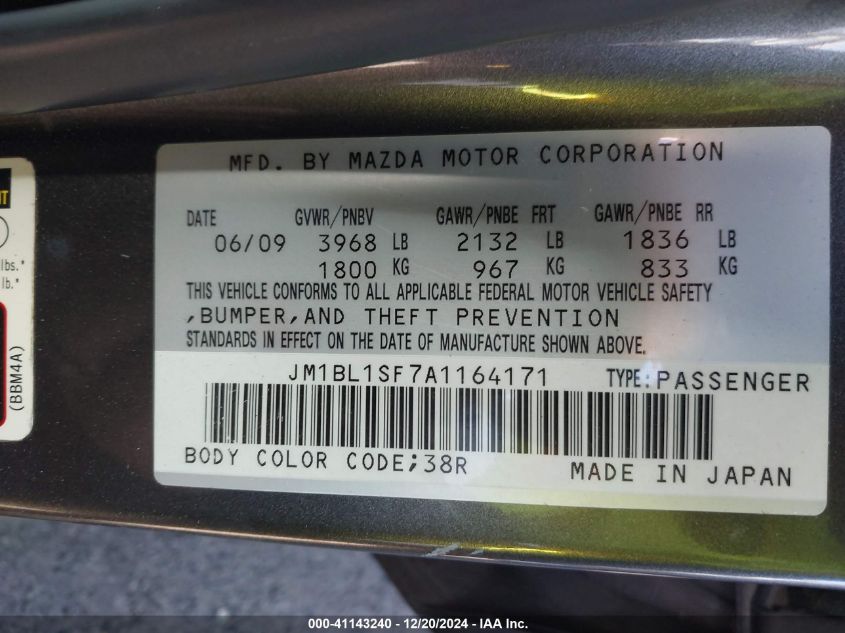 MFD. BY MAZDA MOTOR CORPORATION
DATE GVWR/PNBV GAWR/PNBE FRT GAWR/PNBE RR
06/09 3968 LB 2132 LB 1836 LB
1800 KG 967 KG 833 KG
THIS VEHICLE CONFORMS TO ALL APPLICABLE FEDERAL MOTOR VEHICLE SAFETY
,BUMPER,AND THEFT PREVENTION
STANDARDS IN EFFECT ON THE DATE OF MANUFACTURE SHOWN ABOVE.
JM1BL1SF7A1164171 TYPE:PASSENGER
BODY COLOR CODE;38R MADE IN JAPAN
lbs.*
lb.*
(BBM4A)
000-41143240 - 12/20/2024 - IAA Inc.